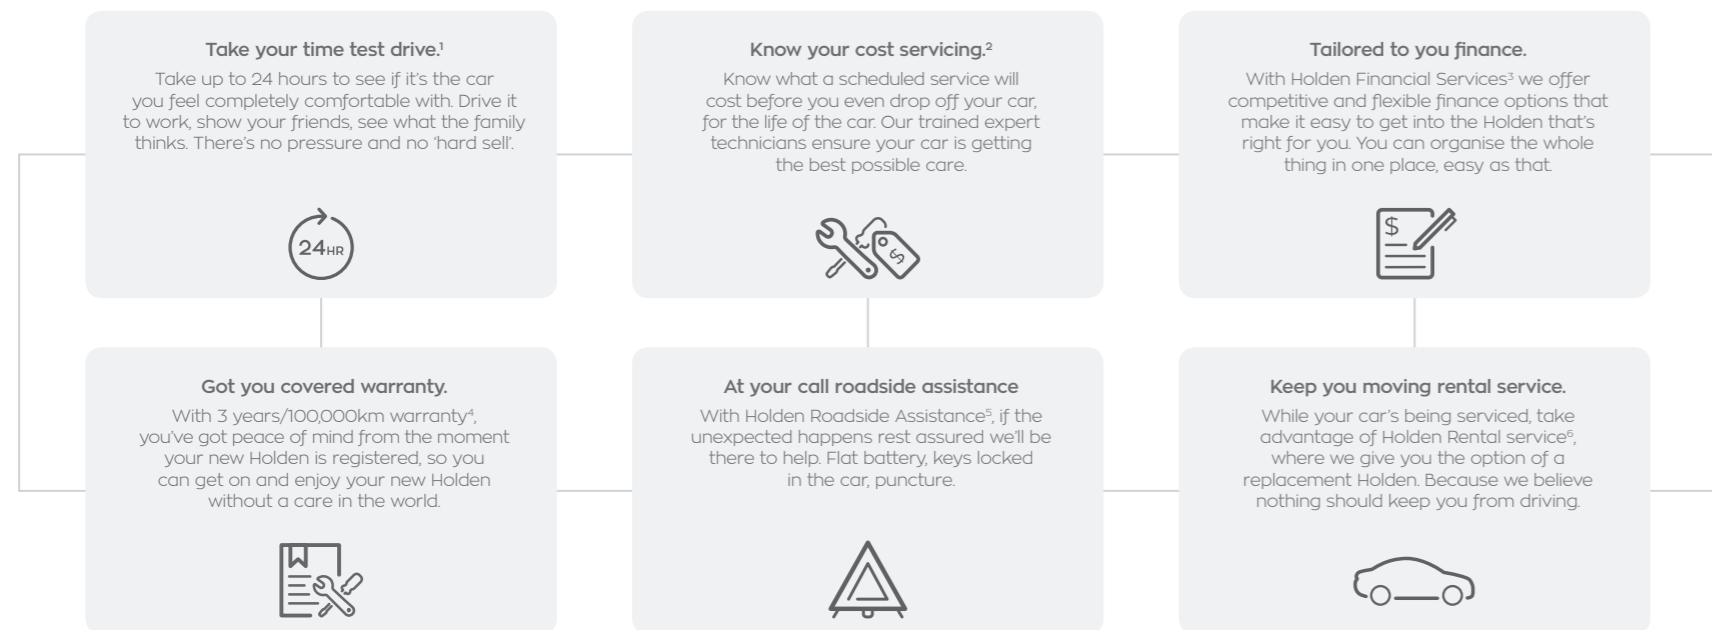 Take your time test drive.¹
Take up to 24 hours to see if it's the car
you feel completely comfortable with. Drive it
to work, show your friends, see what the family
thinks. There's no pressure and no 'hard sell'.
24HR
Know your cost servicing.²
Know what a scheduled service will
cost before you even drop off your car,
for the life of the car. Our trained expert
technicians ensure your car is getting
the best possible care.
$
Tailored to you finance.
With Holden Financial Services³ we offer
competitive and flexible finance options that
make it easy to get into the Holden that's
right for you. You can organise the whole
thing in one place, easy as that.
$
Got you covered warranty.
With 3 years/100,000km warranty⁴,
you've got peace of mind from the moment
your new Holden is registered, so you
can get on and enjoy your new Holden
without a care in the world.
At your call roadside assistance
With Holden Roadside Assistance⁵, if the
unexpected happens rest assured we'll be
there to help. Flat battery, keys locked
in the car, puncture.
Keep you moving rental service.
While your car's being serviced, take
advantage of Holden Rental service⁶,
where we give you the option of a
replacement Holden. Because we believe
nothing should keep you from driving.